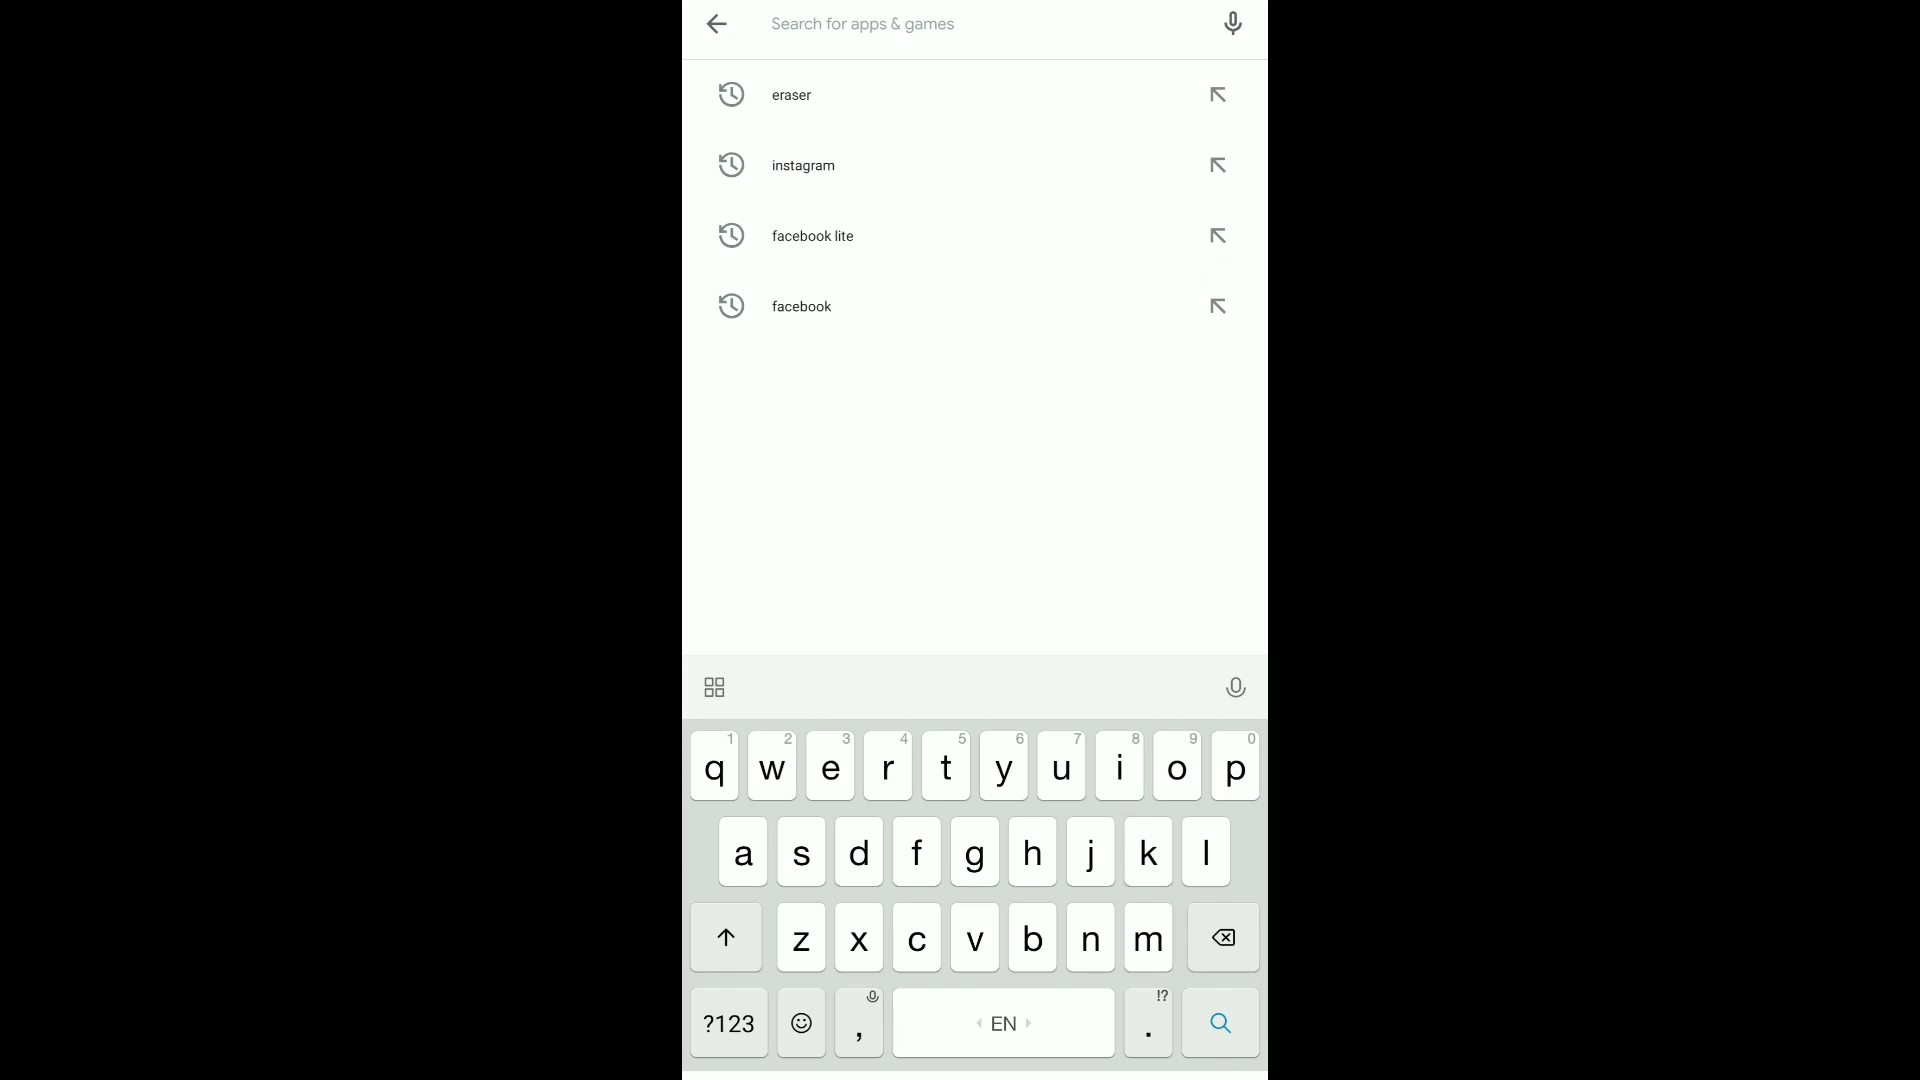 Search for apps & games
eraser
instagram
facebook lite
facebook
1 2 3 4 5 6 7 8 9 0
q w e r t y u i o p
a s d f g h j k l
z x c v b n m
!?
?123 , EN .